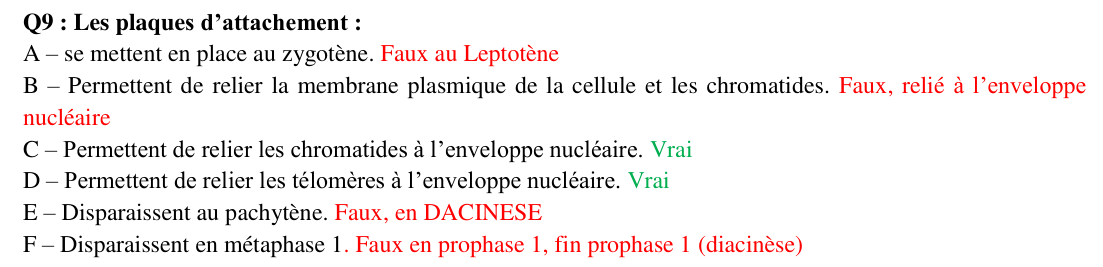 Q9 : Les plaques d’attachement :
A – se mettent en place au zygotène. Faux au Leptotène
B – Permettent de relier la membrane plasmique de la cellule et les chromatides. Faux, relié à l’enveloppe
nucléaire
C – Permettent de relier les chromatides à l’enveloppe nucléaire. Vrai
D – Permettent de relier les télomères à l’enveloppe nucléaire. Vrai
E – Disparaissent au pachytène. Faux, en DACINESE
F – Disparaissent en métaphase 1. Faux en prophase 1, fin prophase 1 (diacinèse)